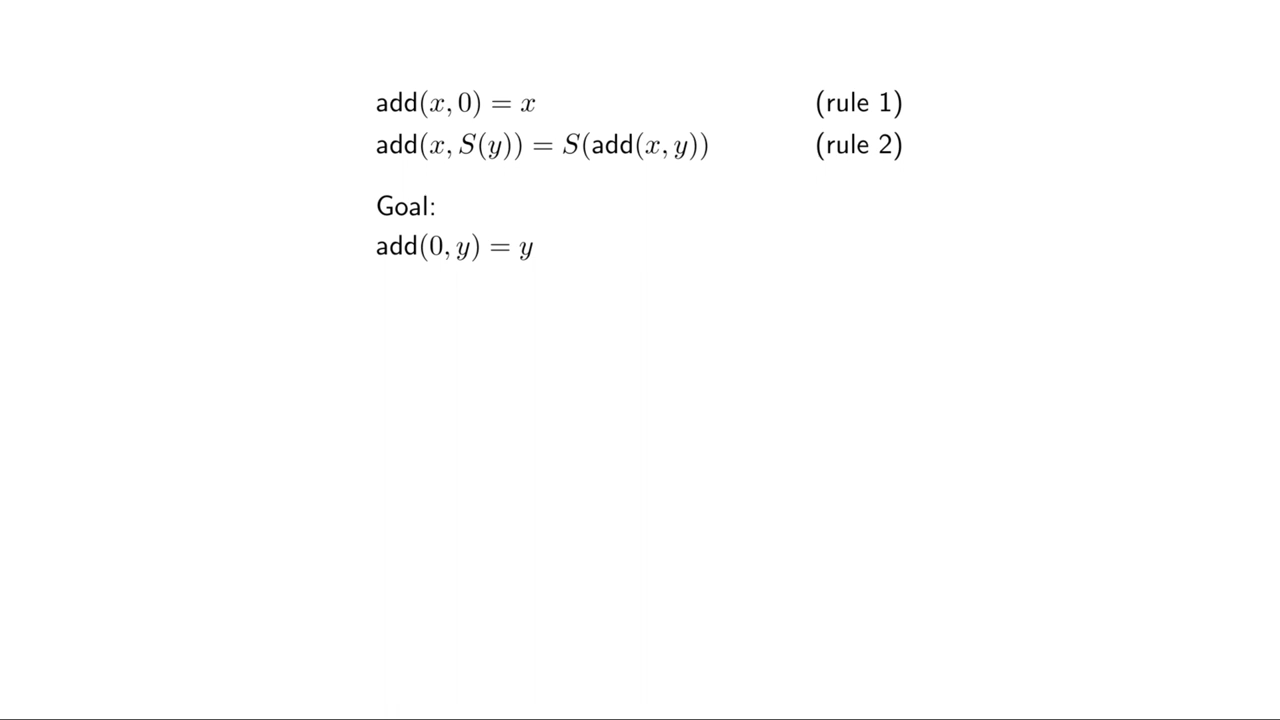 add(x, 0) = x (rule 1)
add(x, S(y)) = S(add(x, y)) (rule 2)
Goal:
add(0, y) = y